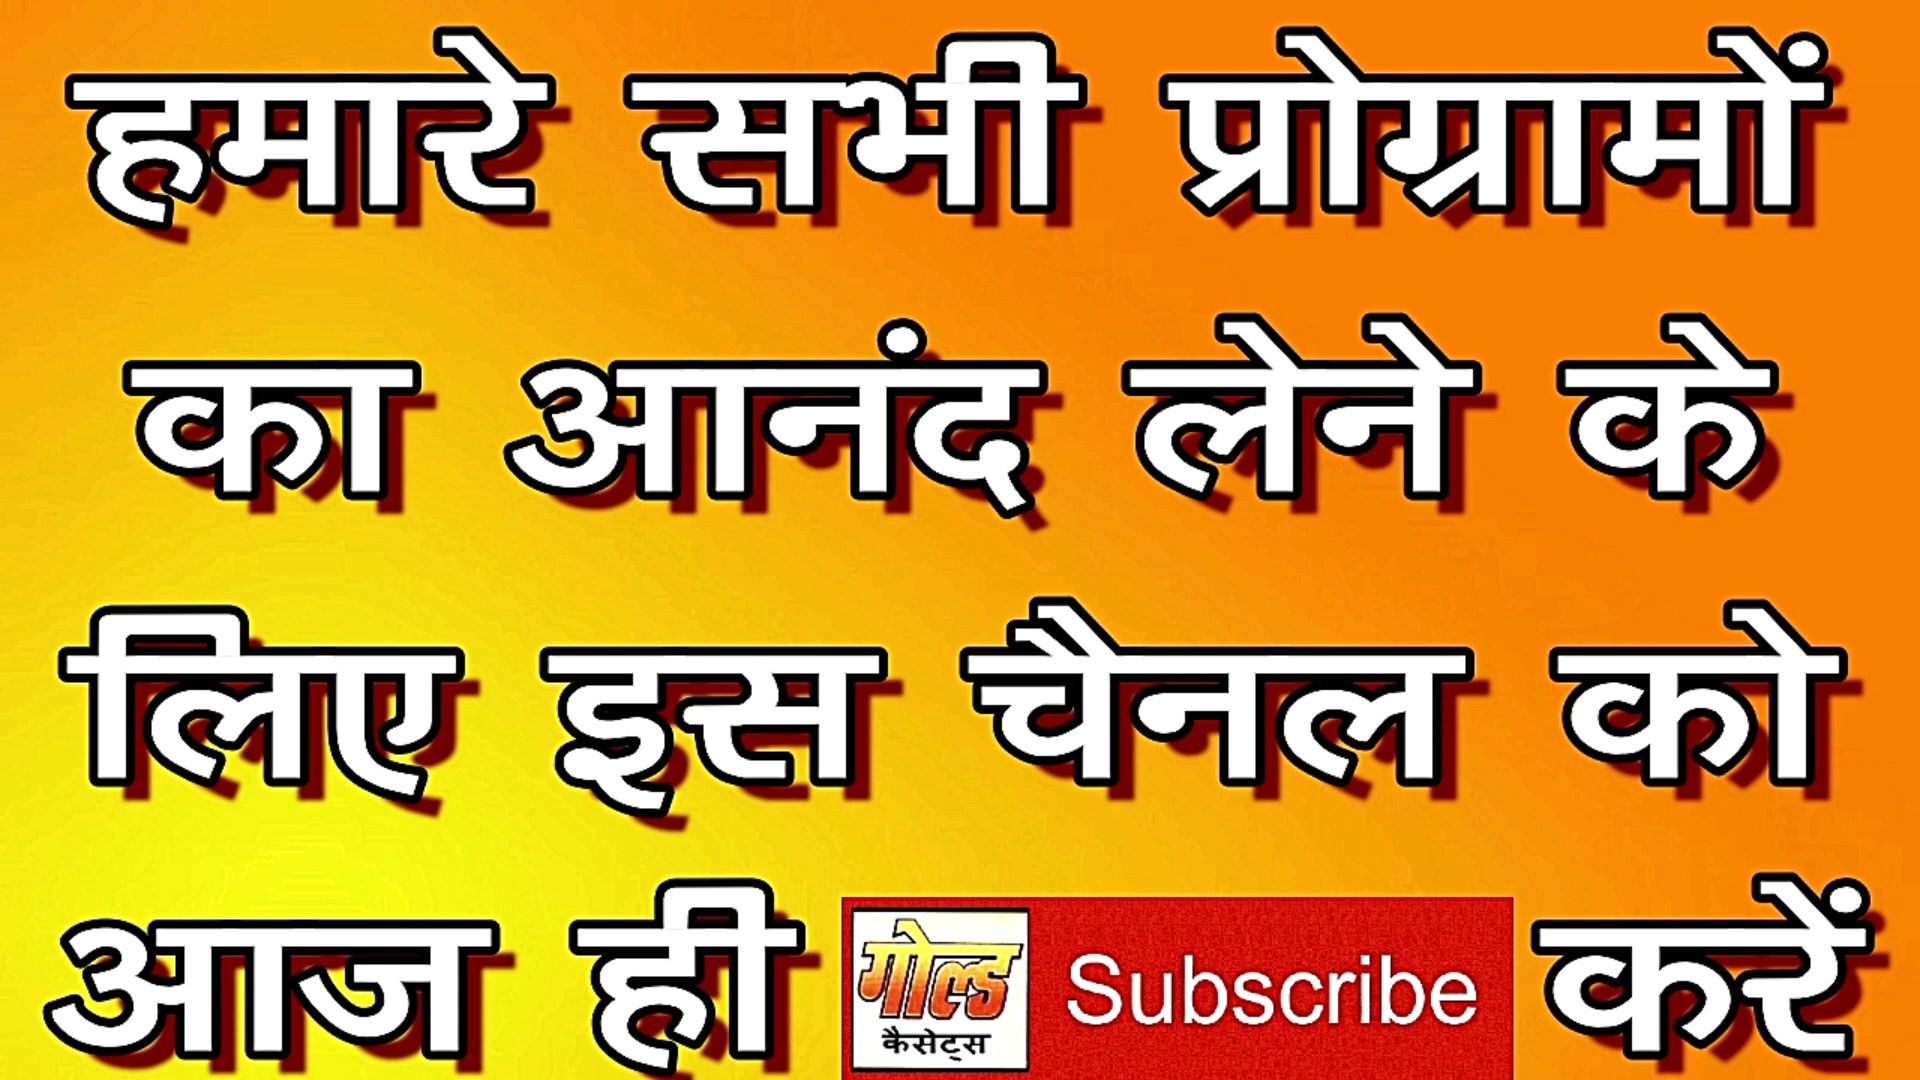 हमारे सभी प्रोग्रामों
का आनंद लेने के
लिए इस चैनल को
आज ही गोल्ड कैसेट्स Subscribe करें